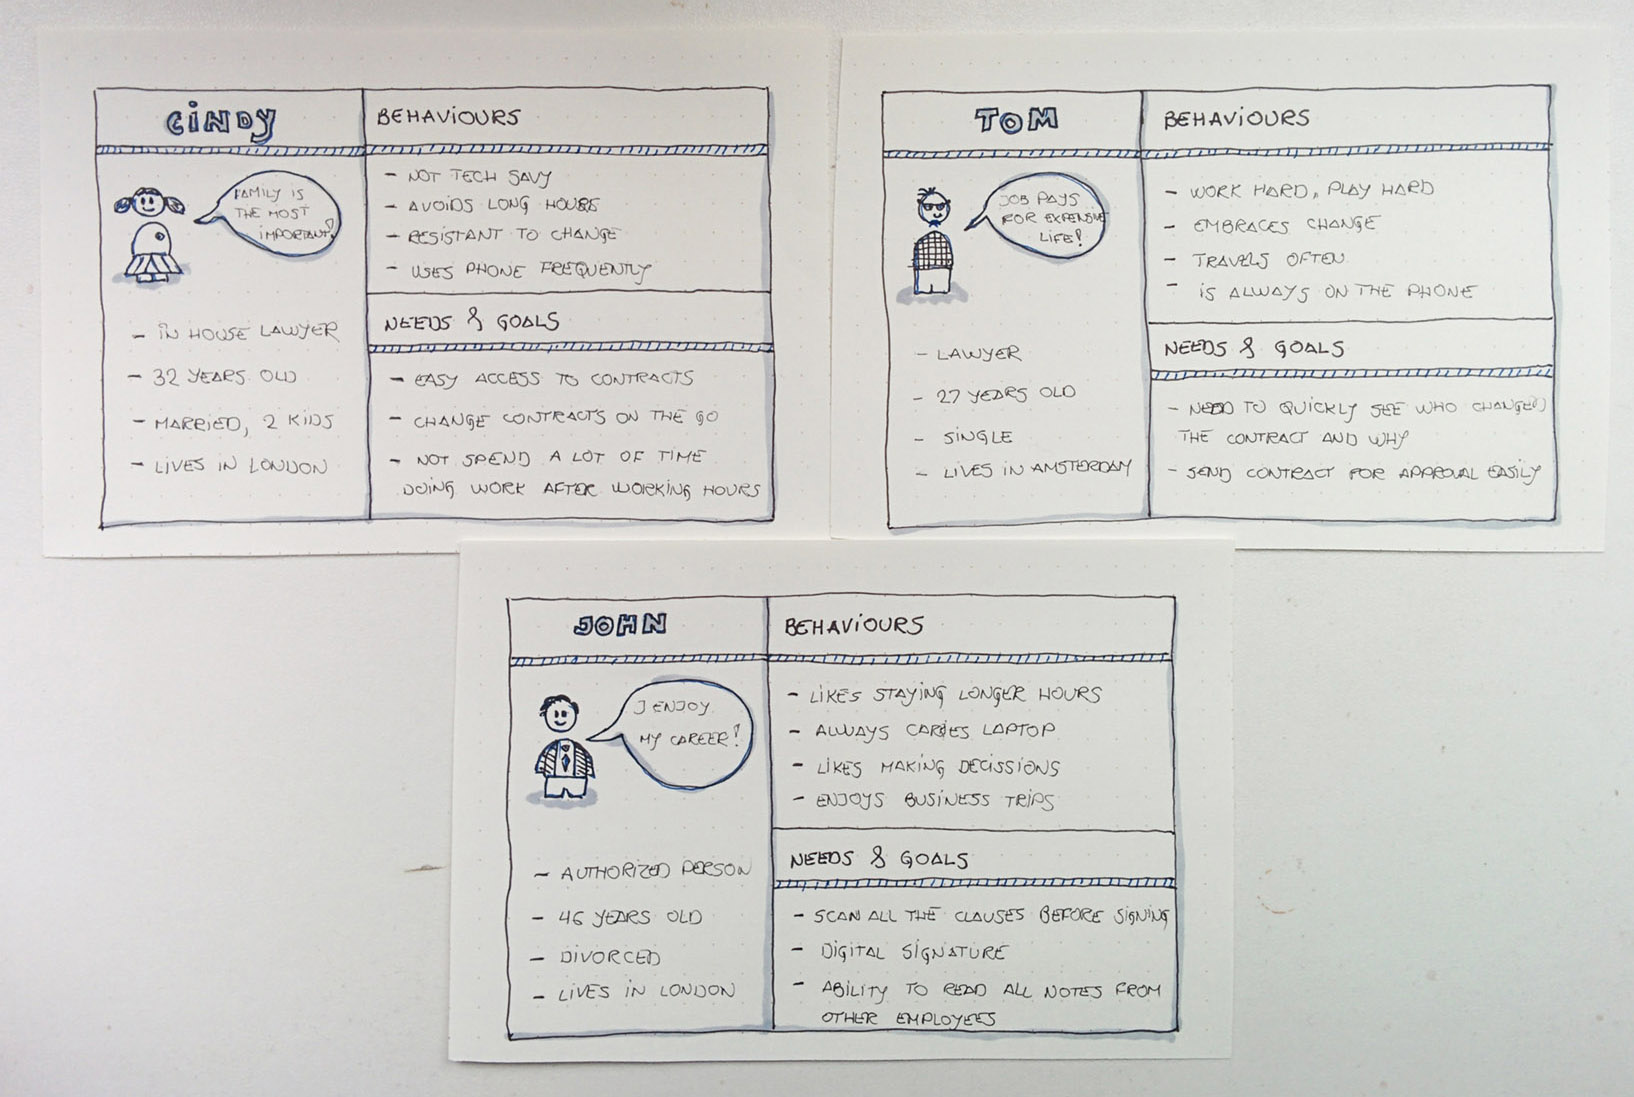 CINDY
FAMILY IS
THE MOST
IMPORTANT!
- IN HOUSE LAWYER
- 32 YEARS OLD
- MARRIED, 2 KIDS
- LIVES IN LONDON
BEHAVIOURS
- NOT TECH SAVY
- AVOIDS LONG HOURS
- RESISTANT TO CHANGE
- USES PHONE FREQUENTLY
NEEDS & GOALS
- EASY ACCESS TO CONTRACTS
- CHANGE CONTRACTS ON THE GO
- NOT SPEND A LOT OF TIME
DOING WORK AFTER WORKING HOURS
TOM
JOB PAYS
FOR EXPENSIVE
LIFE!
- LAWYER
- 27 YEARS OLD
- SINGLE
- LIVES IN AMSTERDAM
BEHAVIOURS
- WORK HARD, PLAY HARD
- EMBRACES CHANGE
- TRAVELS OFTEN
- IS ALWAYS ON THE PHONE
NEEDS & GOALS
- NEED TO QUICKLY SEE WHO CHANGED
THE CONTRACT AND WHY
- SEND CONTRACT FOR APPROVAL EASILY
JOHN
I ENJOY
MY CAREER!
- AUTHORIZED PERSON
- 46 YEARS OLD
- DIVORCED
- LIVES IN LONDON
BEHAVIOURS
- LIKES STAYING LONGER HOURS
- ALWAYS CARRIES LAPTOP
- LIKES MAKING DECISSIONS
- ENJOYS BUSINESS TRIPS
NEEDS & GOALS
- SCAN ALL THE CLAUSES BEFORE SIGNING
- DIGITAL SIGNATURE
- ABILITY TO READ ALL NOTES FROM
OTHER EMPLOYEES